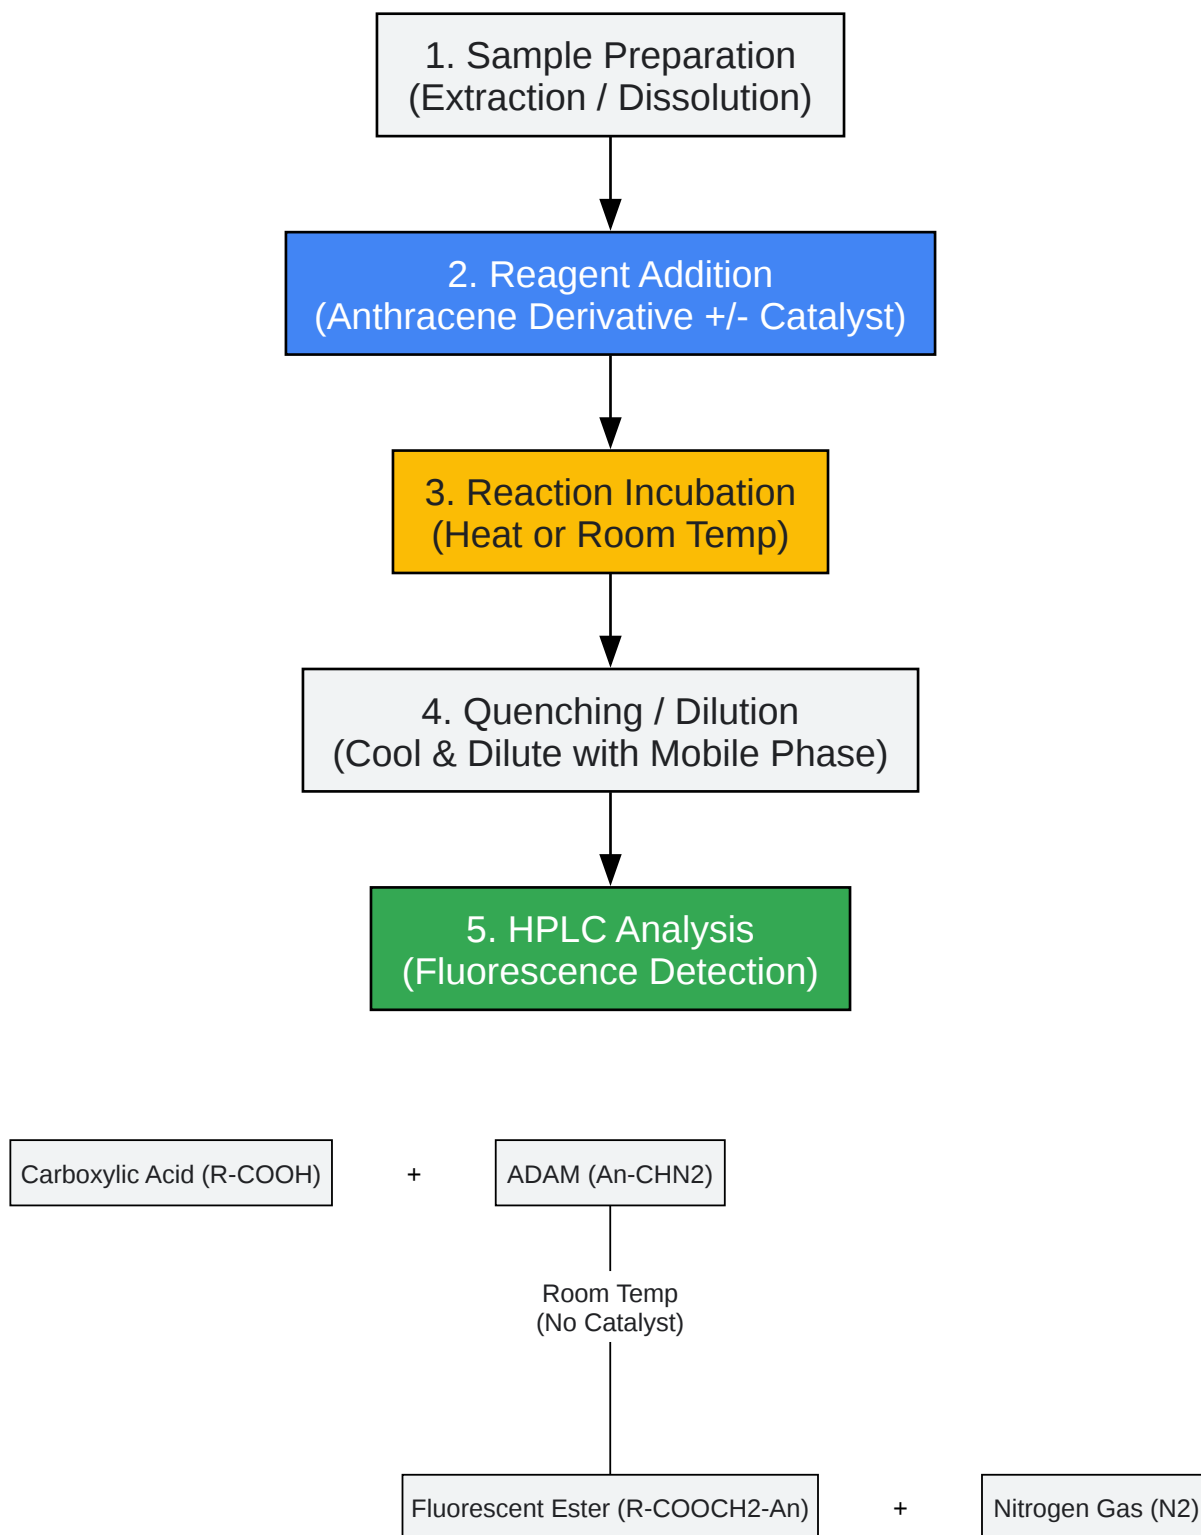 1. Sample Preparation
(Extraction / Dissolution)
2. Reagent Addition
(Anthracene Derivative +/- Catalyst)
3. Reaction Incubation
(Heat or Room Temp)
4. Quenching / Dilution
(Cool & Dilute with Mobile Phase)
5. HPLC Analysis
(Fluorescence Detection)
Carboxylic Acid (R-COOH) + ADAM (An-CHN2)
Room Temp
(No Catalyst)
Fluorescent Ester (R-COOCH2-An) + Nitrogen Gas (N2)